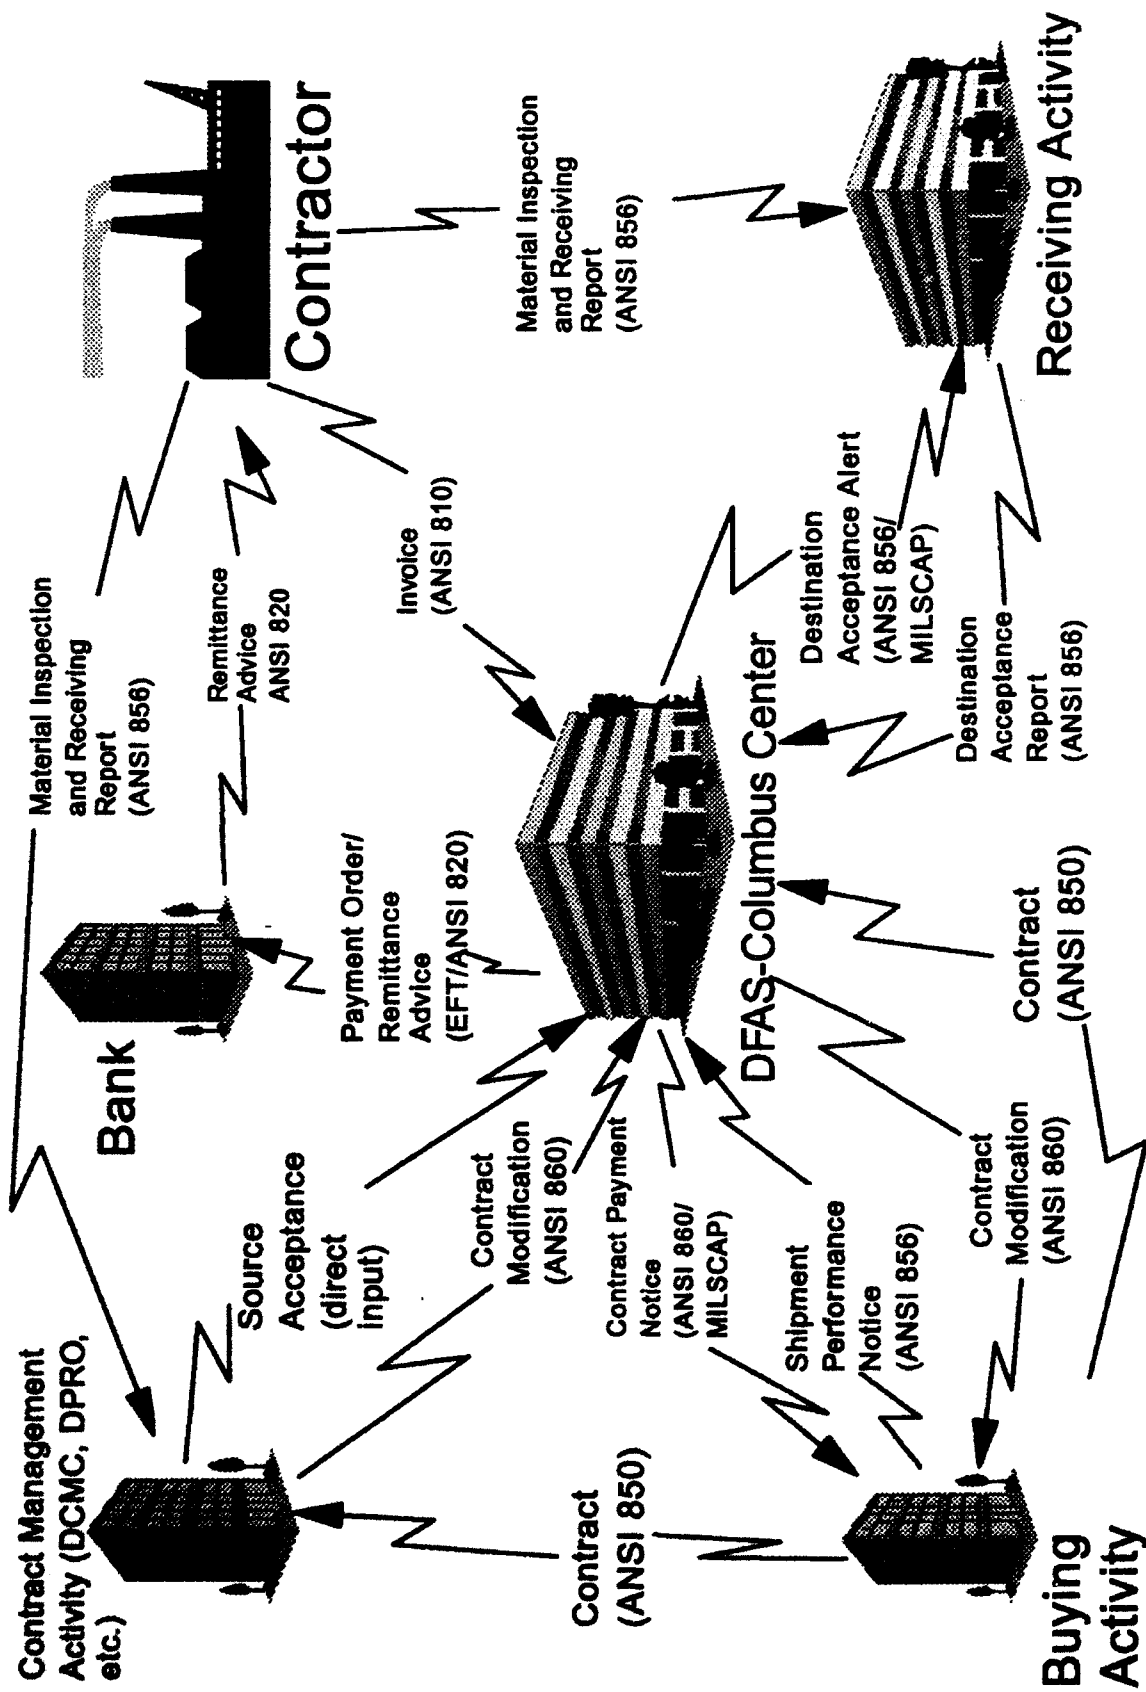 Contract Management
Activity (DCMC, DPRO,
etc.)
Bank
Material Inspection
and Receiving
Report
(ANSI 856)
Remittance
Advice
ANSI 820
Contractor
Source
Acceptance
(direct
input)
Payment Order/
Remittance
Advice
(EFT/ANSI 820)
Invoice
(ANSI 810)
Material Inspection
and Receiving
Report
(ANSI 856)
Contract
Modification
(ANSI 860)
Contract
(ANSI 850)
Contract Payment
Notice
(ANSI 860/
MILSCAP)
DFAS-Columbus Center
Destination
Acceptance Alert
(ANSI 856/
MILSCAP)
Shipment
Performance
Notice
(ANSI 856)
Destination
Acceptance
Report
(ANSI 856)
Contract
Modification
(ANSI 860)
Contract
(ANSI 850)
Buying
Activity
Receiving Activity